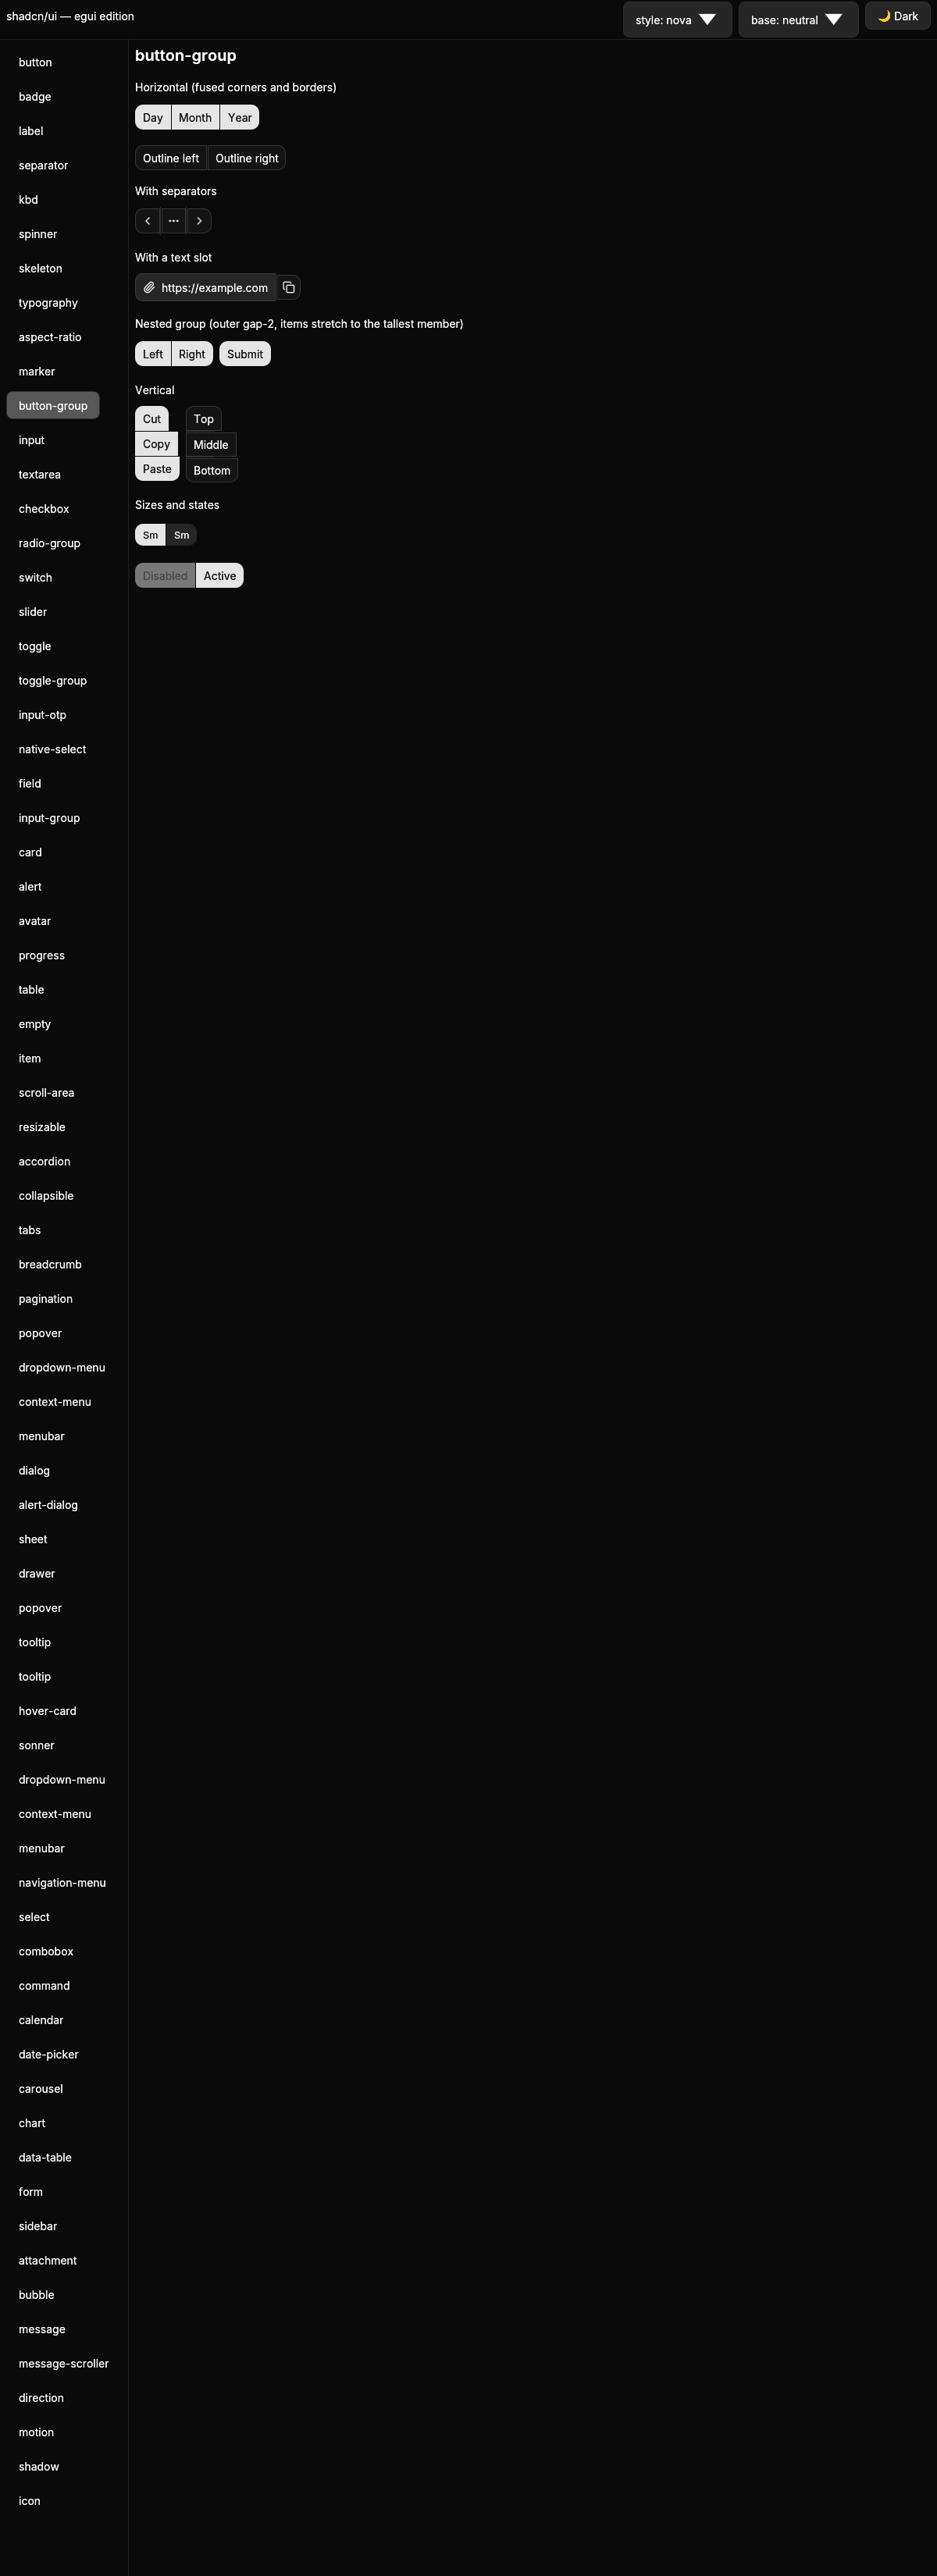 shadcn/ui — egui edition
style: nova
base: neutral
🌙 Dark
button
badge
label
separator
kbd
spinner
skeleton
typography
aspect-ratio
marker
button-group
input
textarea
checkbox
radio-group
switch
slider
toggle
toggle-group
input-otp
native-select
field
input-group
card
alert
avatar
progress
table
empty
item
scroll-area
resizable
accordion
collapsible
tabs
breadcrumb
pagination
popover
dropdown-menu
context-menu
menubar
dialog
alert-dialog
sheet
drawer
popover
tooltip
tooltip
hover-card
sonner
dropdown-menu
context-menu
menubar
navigation-menu
select
combobox
command
calendar
date-picker
carousel
chart
data-table
form
sidebar
attachment
bubble
message
message-scroller
direction
motion
shadow
icon
button-group
Horizontal (fused corners and borders)
Day Month Year
Outline left Outline right
With separators
With a text slot
https://example.com
Nested group (outer gap-2, items stretch to the tallest member)
Left Right Submit
Vertical
Cut Top
Copy Middle
Paste Bottom
Sizes and states
Sm Sm
Disabled Active